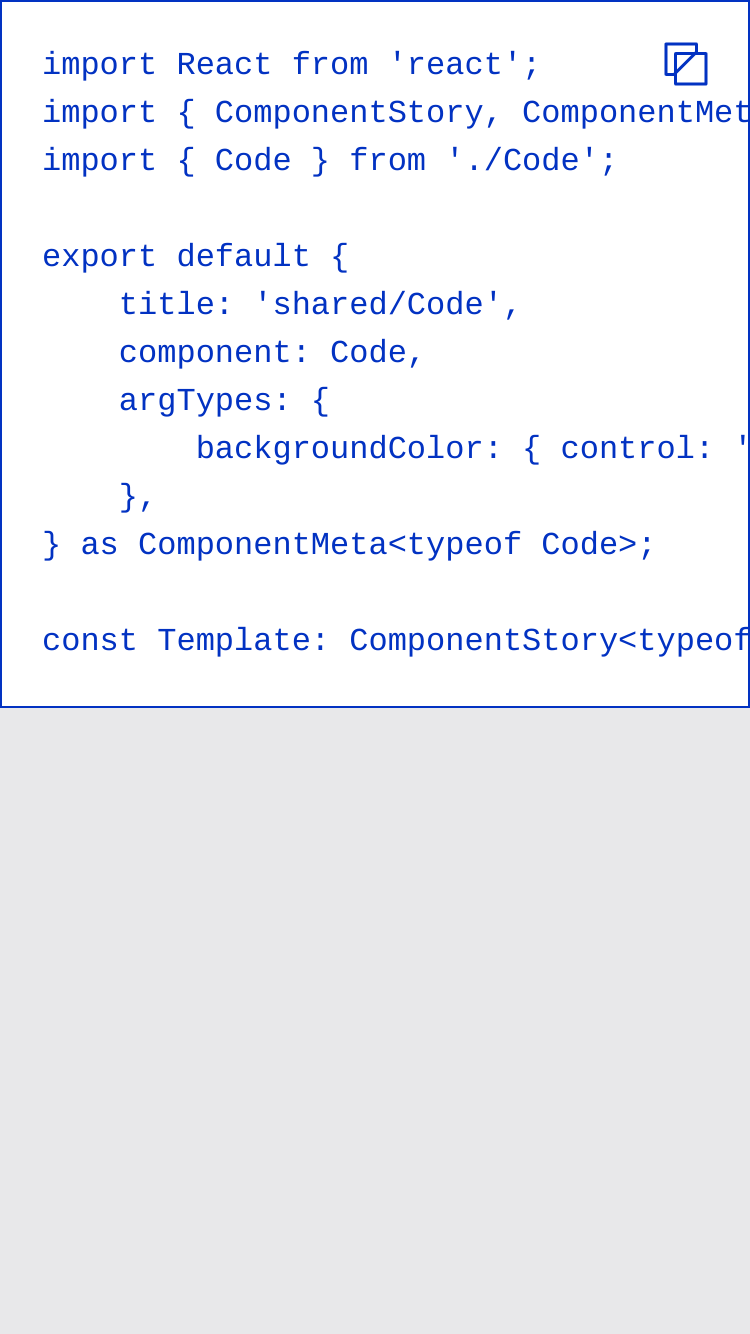 import React from 'react';
import { ComponentStory, ComponentMet
import { Code } from './Code';

export default {
    title: 'shared/Code',
    component: Code,
    argTypes: {
        backgroundColor: { control: '
    },
} as ComponentMeta<typeof Code>;

const Template: ComponentStory<typeof